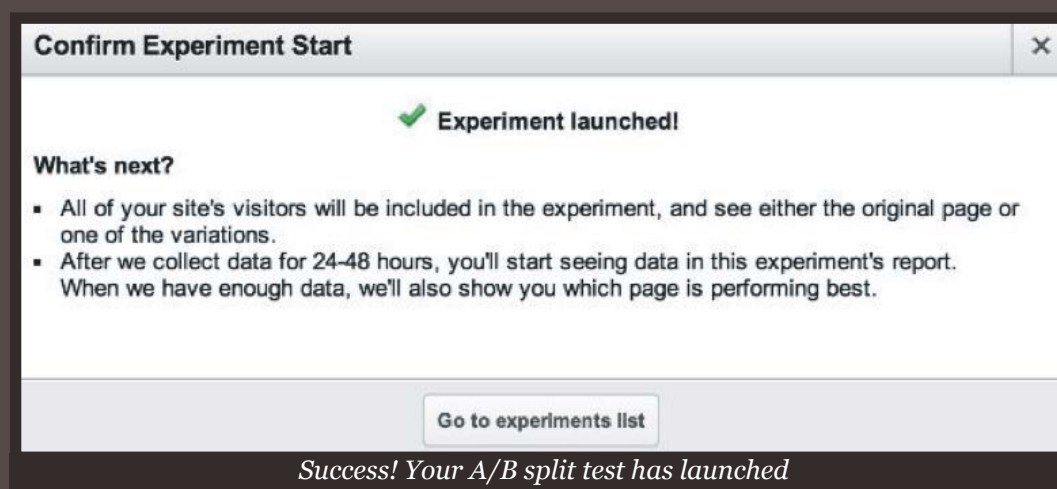 Confirm Experiment Start
×
✔ Experiment launched!
What's next?
▪ All of your site's visitors will be included in the experiment, and see either the original page or
one of the variations.
▪ After we collect data for 24-48 hours, you'll start seeing data in this experiment's report.
When we have enough data, we'll also show you which page is performing best.
Go to experiments list
Success! Your A/B split test has launched